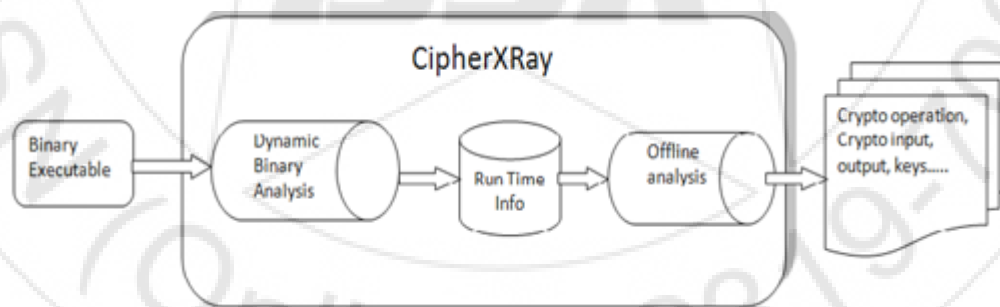 CipherXRay
Binary
Executable
Dynamic
Binary
Analysis
Run Time
Info
Offline
analysis
Crypto operation,
Crypto input,
output, keys.....